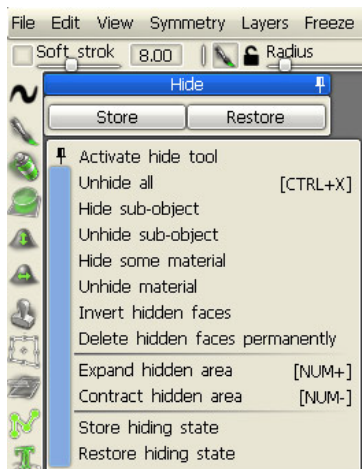 File Edit View Symmetry Layers Freeze
Soft_strok 8.00 Radius
Hide
Store Restore
Activate hide tool
Unhide all [CTRL+X]
Hide sub-object
Unhide sub-object
Hide some material
Unhide material
Invert hidden faces
Delete hidden faces permanently
Expand hidden area [NUM+]
Contract hidden area [NUM-]
Store hiding state
Restore hiding state